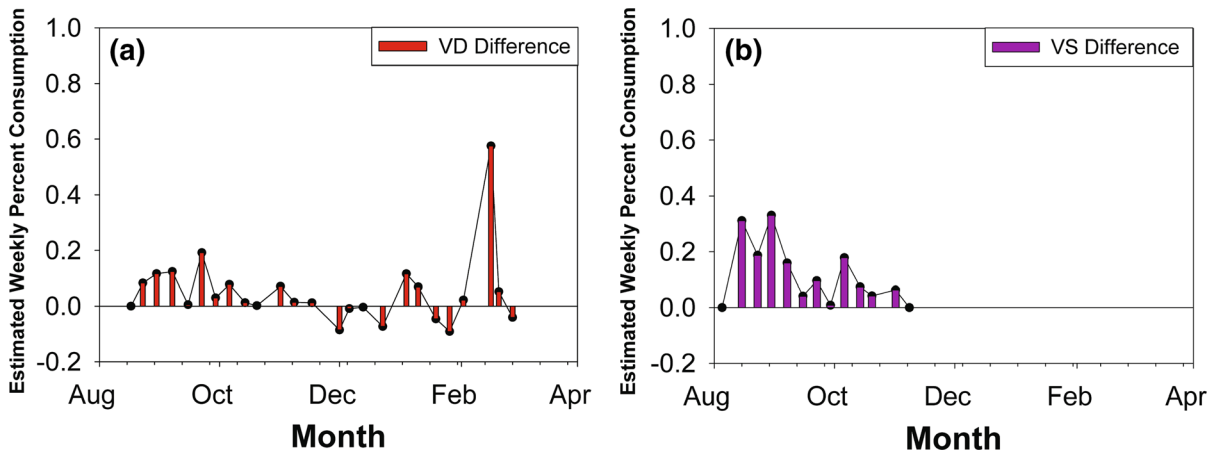 Estimated Weekly Percent Consumption
1.0
0.8
0.6
0.4
0.2
0.0
-0.2
(a)
VD Difference
Aug Oct Dec Feb Apr
Month
Estimated Weekly Percent Consumption
1.0
0.8
0.6
0.4
0.2
0.0
-0.2
(b)
VS Difference
Aug Oct Dec Feb Apr
Month